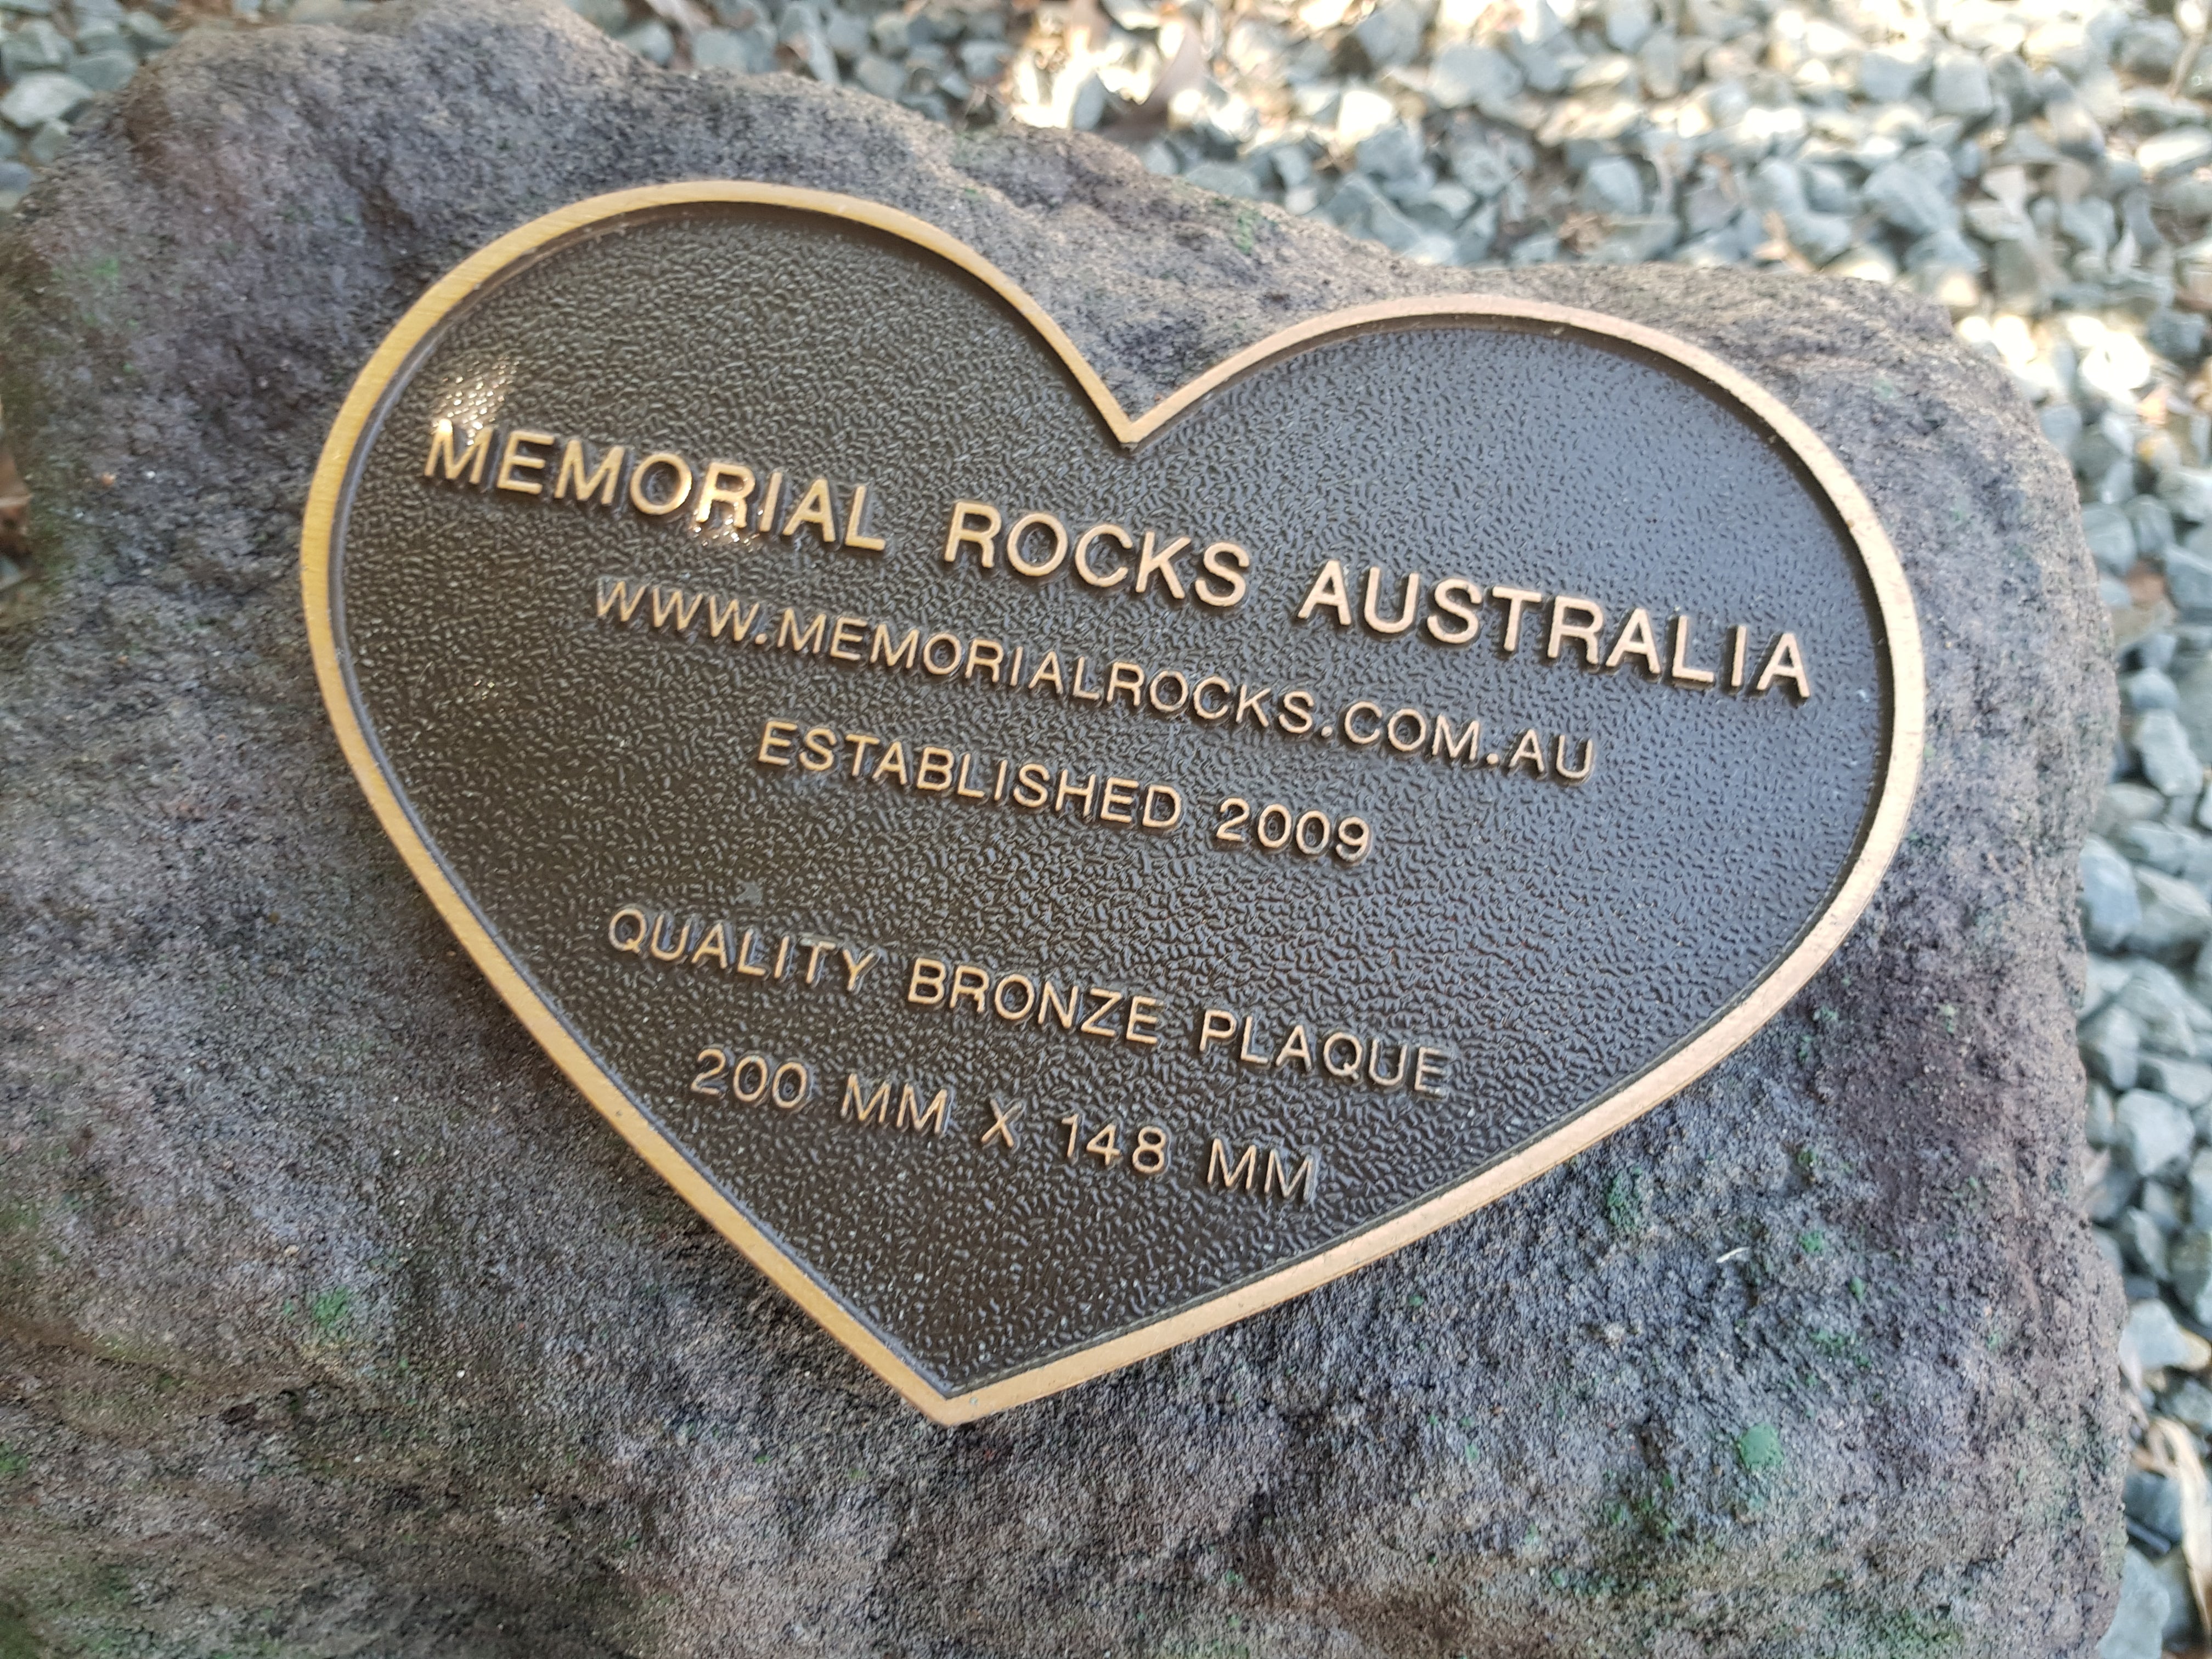 MEMORIAL ROCKS AUSTRALIA
WWW.MEMORIALROCKS.COM.AU
ESTABLISHED 2009
QUALITY BRONZE PLAQUE
200 MM X 148 MM